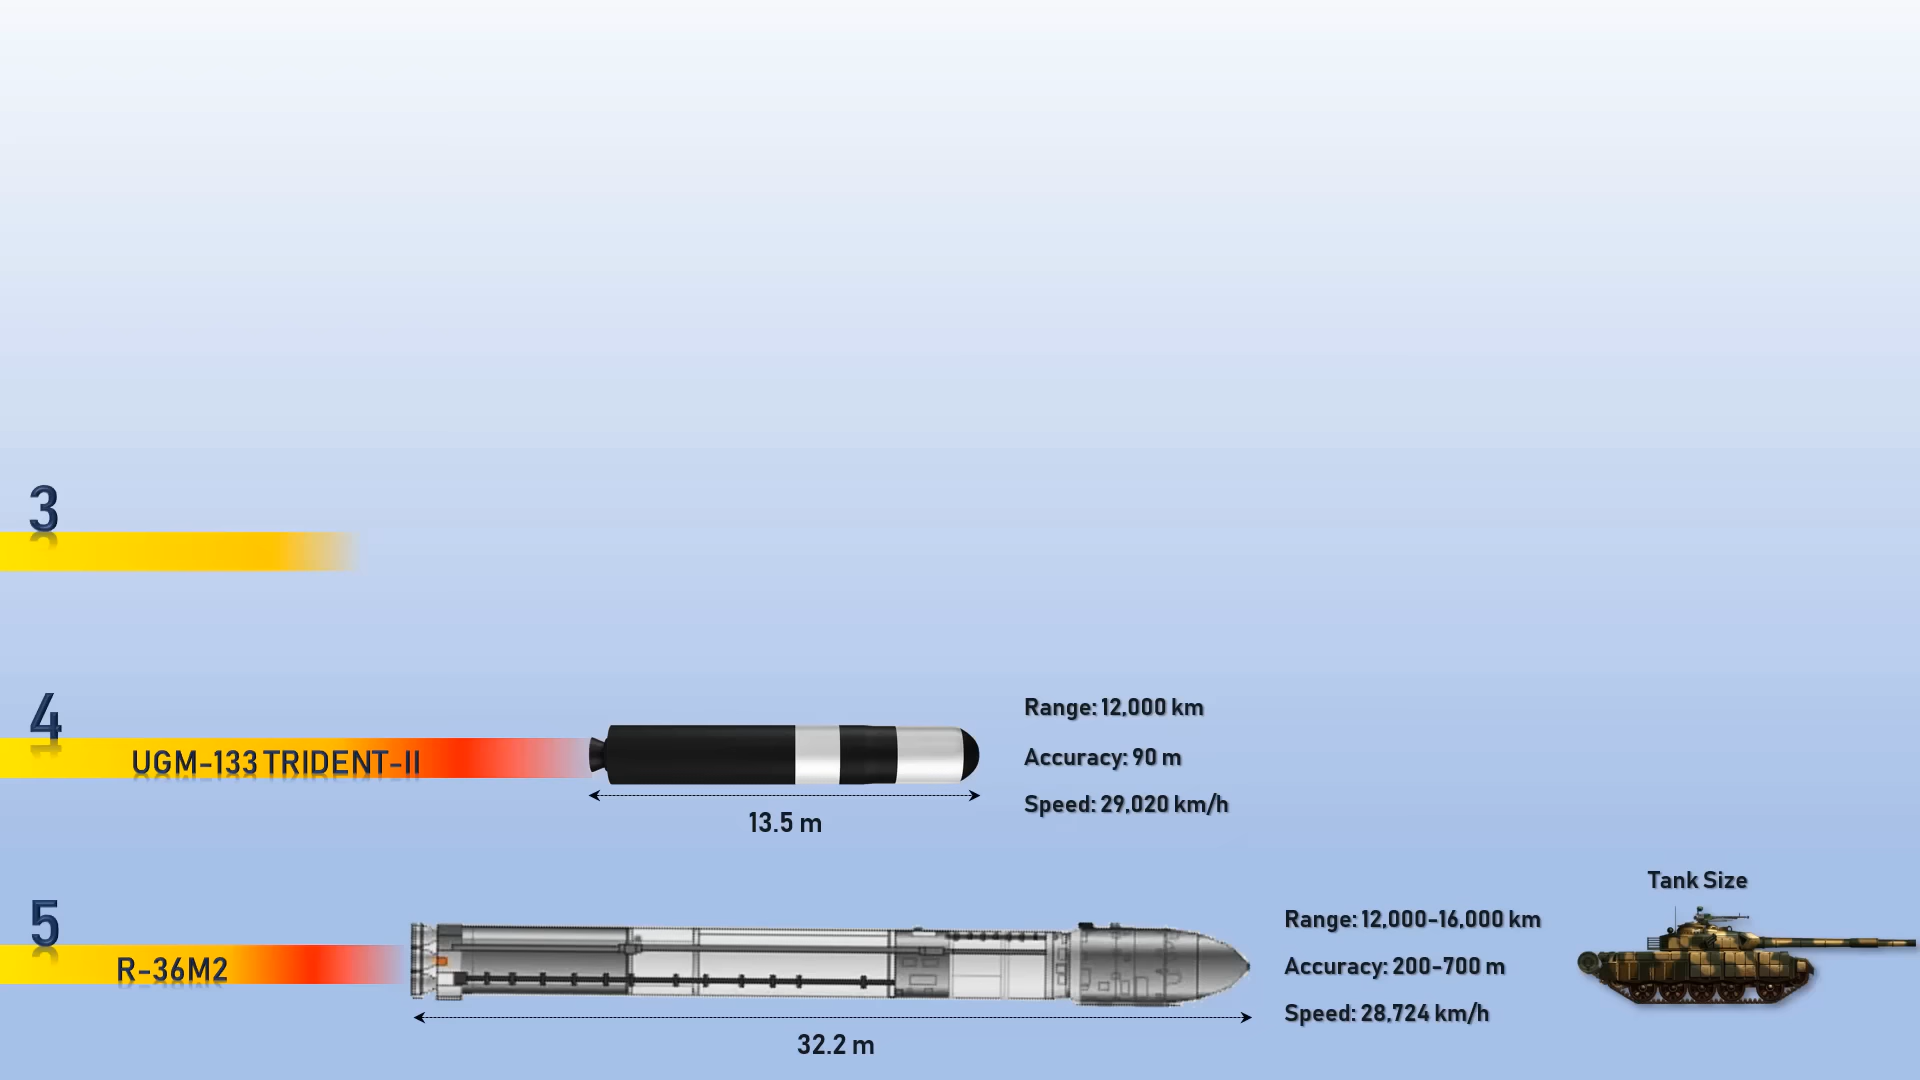 3
4
UGM-133 TRIDENT-II
13.5 m
Range: 12,000 km
Accuracy: 90 m
Speed: 29,020 km/h
5
R-36M2
32.2 m
Range: 12,000-16,000 km
Accuracy: 200-700 m
Speed: 28,724 km/h
Tank Size